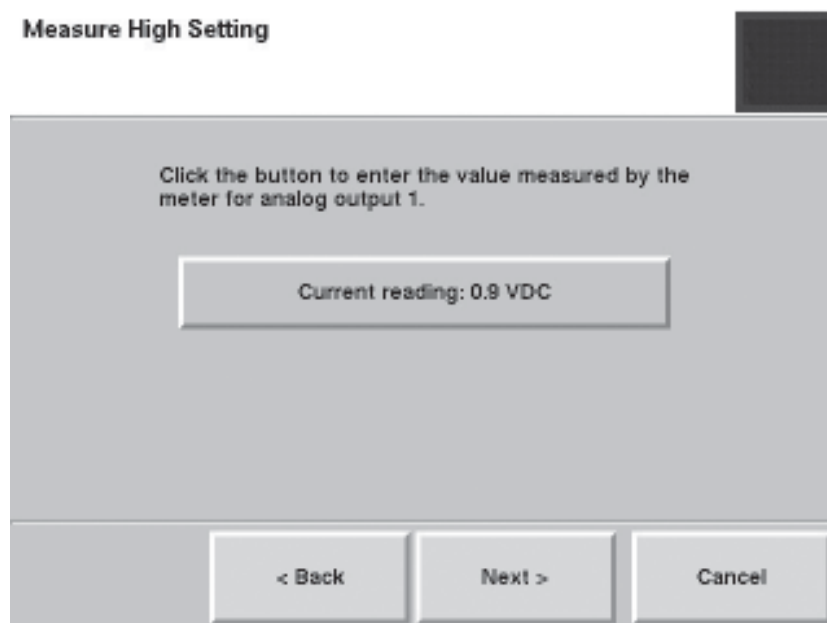 Measure High Setting
Click the button to enter the value measured by the
meter for analog output 1.
Current reading: 0.9 VDC
< Back
Next >
Cancel